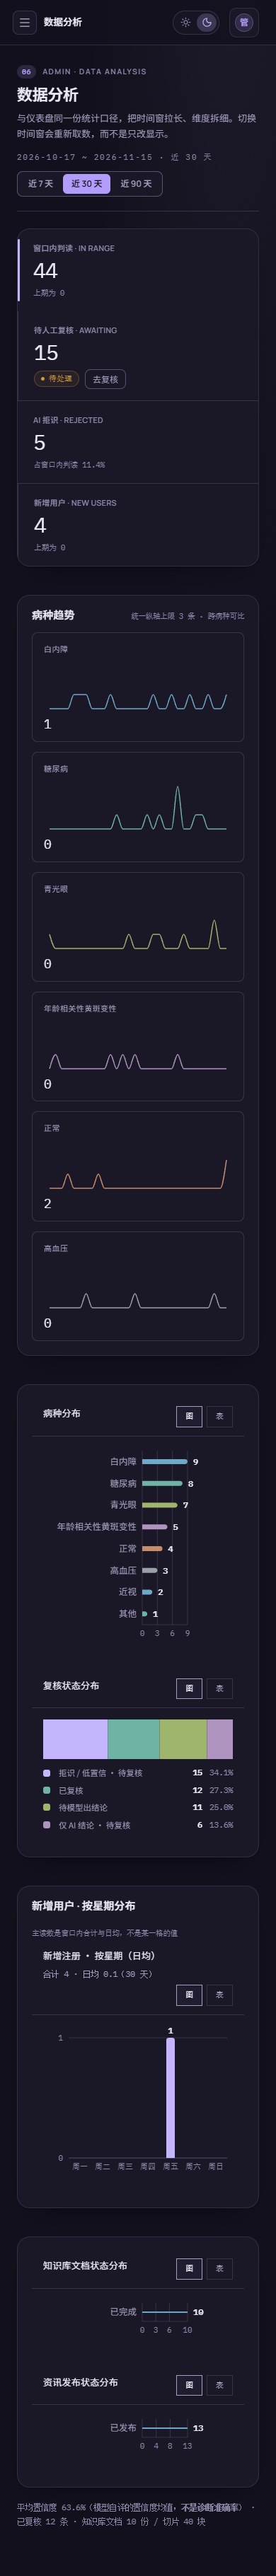 数据分析
管
06 ADMIN · DATA ANALYSIS
数据分析
与仪表盘同一份统计口径，把时间窗拉长、维度拆细。切换
时间窗会重新取数，而不是只改显示。
2026-10-17 ~ 2026-11-15 · 近 30 天
近 7 天 近 30 天 近 90 天
窗口内判读 · IN RANGE
44
上期为 0
待人工复核 · AWAITING
15
待处理 去复核
AI 拒识 · REJECTED
5
占窗口内判读 11.4%
新增用户 · NEW USERS
4
上期为 0
病种趋势 统一纵轴上限 3 条 · 跨病种可比
白内障
1
糖尿病
0
青光眼
0
年龄相关性黄斑变性
0
正常
2
高血压
0
病种分布 图 表
白内障 9
糖尿病 8
青光眼 7
年龄相关性黄斑变性 5
正常 4
高血压 3
近视 2
其他 1
0 3 6 9
复核状态分布 图 表
拒识 / 低置信 · 待复核 15 34.1%
已复核 12 27.3%
待模型出结论 11 25.0%
仅 AI 结论 · 待复核 6 13.6%
新增用户 · 按星期分布
主读数是窗口内合计与日均，不是某一格的值
新增注册 · 按星期（日均）
合计 4 · 日均 0.1（30 天）
图 表
1
1
0
周一 周二 周三 周四 周五 周六 周日
知识库文档状态分布 图 表
已完成 10
0 3 6 10
资讯发布状态分布 图 表
已发布 13
0 4 8 13
平均置信度 63.6%（模型自评的置信度均值，不是诊断准确率） ·
已复核 12 条 · 知识库文档 10 份 / 切片 40 块